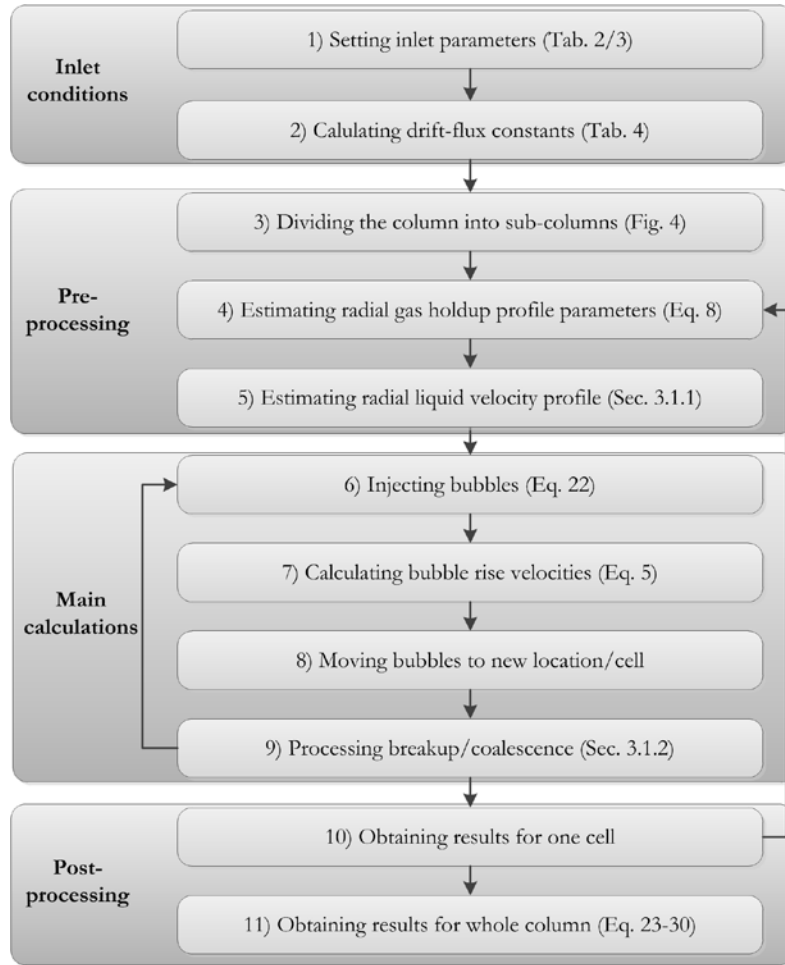 Inlet
conditions
1) Setting inlet parameters (Tab. 2/3)
2) Calulating drift-flux constants (Tab. 4)
Pre-
processing
3) Dividing the column into sub-columns (Fig. 4)
4) Estimating radial gas holdup profile parameters (Eq. 8)
5) Estimating radial liquid velocity profile (Sec. 3.1.1)
Main
calculations
6) Injecting bubbles (Eq. 22)
7) Calculating bubble rise velocities (Eq. 5)
8) Moving bubbles to new location/cell
9) Processing breakup/coalescence (Sec. 3.1.2)
Post-
processing
10) Obtaining results for one cell
11) Obtaining results for whole column (Eq. 23-30)